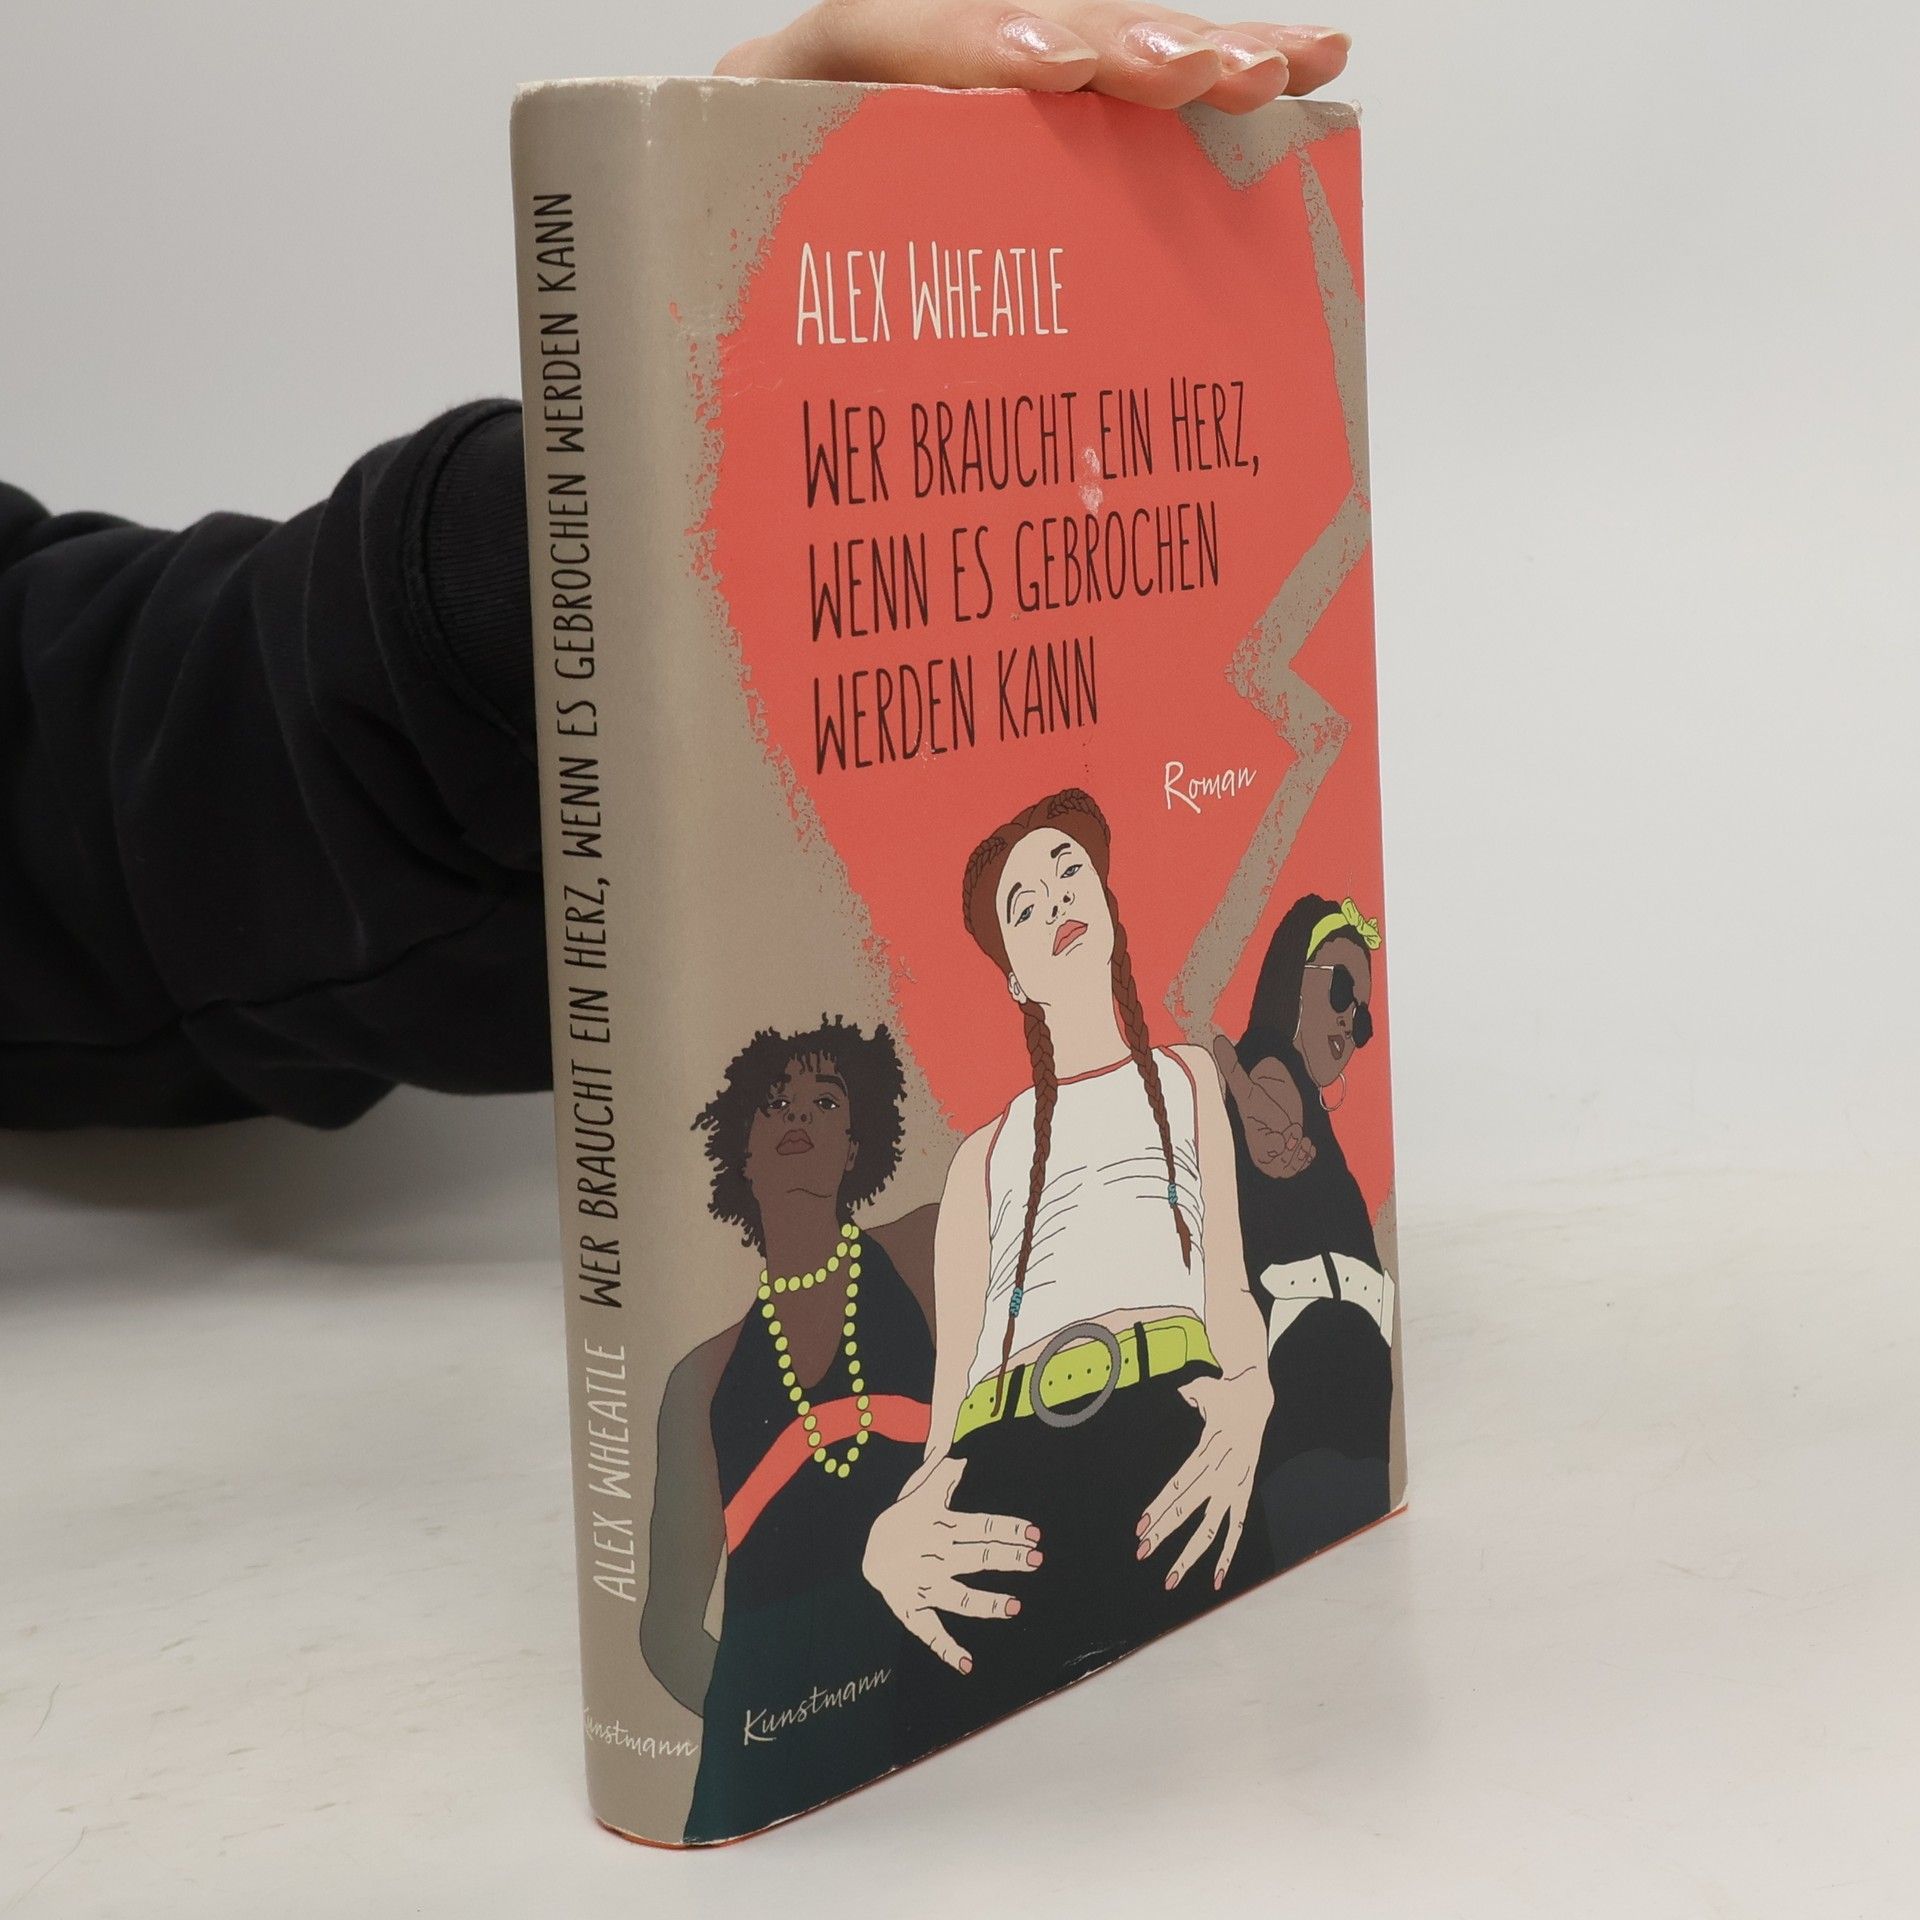 ALEX WHEATLE
WER BRAUCHT EIN HERZ,
WENN ES GEBROCHEN
WERDEN KANN
Roman
Kunstmann
ALEX WHEATLE WER BRAUCHT EIN HERZ, WENN ES GEBROCHEN WERDEN KANN
Kunstmann